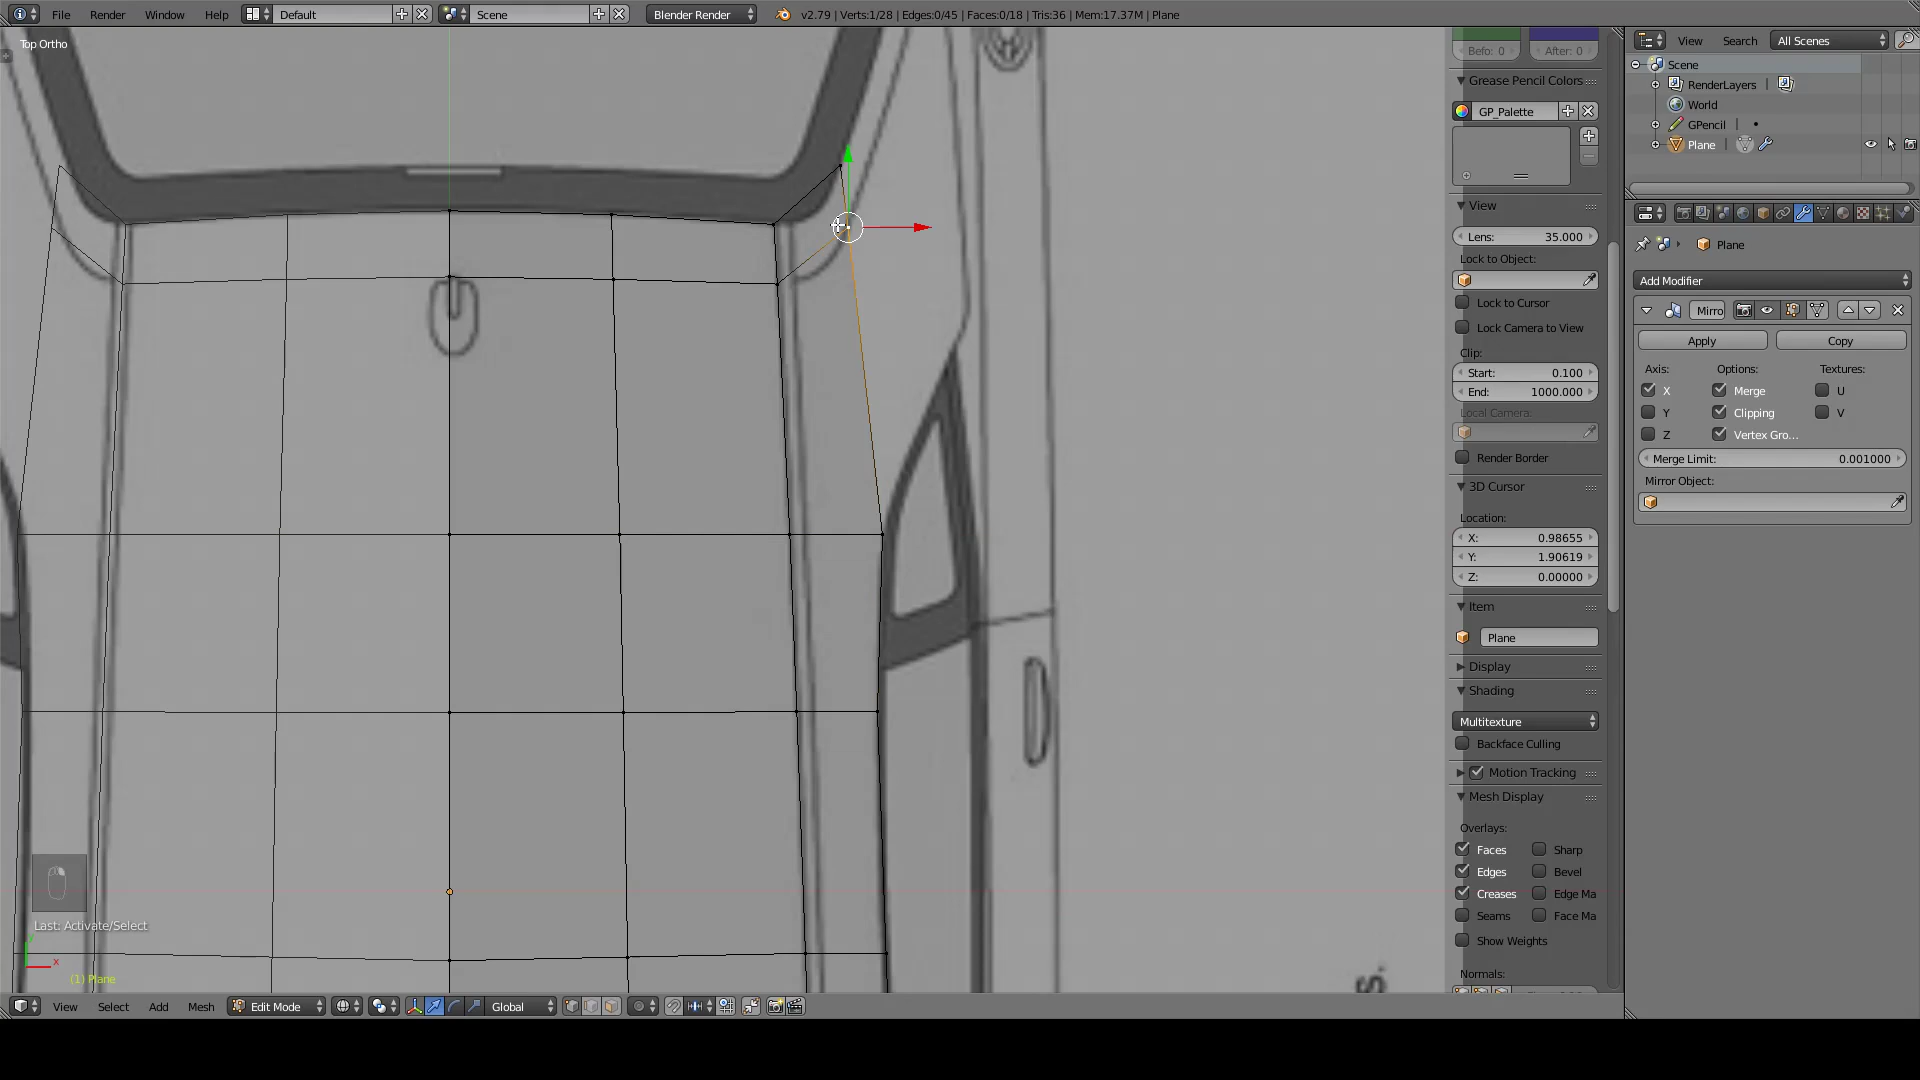 File Render Window Help Default Scene Blender Render v2.79 | Verts:1/28 | Edges:0/45 | Faces:0/18 | Tris:36 | Mem:17.37M | Plane
Top Ortho
Last: Activate/Select
y
x
(1) Plane
S.
View Select Add Mesh Edit Mode Global
Befo: 0 After: 0
Grease Pencil Colors
GP_Palette
View
Lens: 35.000
Lock to Object:
Lock to Cursor
Lock Camera to View
Clip:
Start: 0.100
End: 1000.000
Local Camera:
Render Border
3D Cursor
Location:
X: 0.98655
Y: 1.90619
Z: 0.00000
Item
Plane
Display
Shading
Multitexture
Backface Culling
Motion Tracking
Mesh Display
Overlays:
Faces Sharp
Edges Bevel
Creases Edge Ma
Seams Face Ma
Show Weights
Normals:
View Search All Scenes
Scene
RenderLayers |
World
GPencil |
Plane |
Plane
Add Modifier
Mirro
Apply Copy
Axis: Options: Textures:
X Merge U
Y Clipping V
Z Vertex Gro...
Merge Limit: 0.001000
Mirror Object: